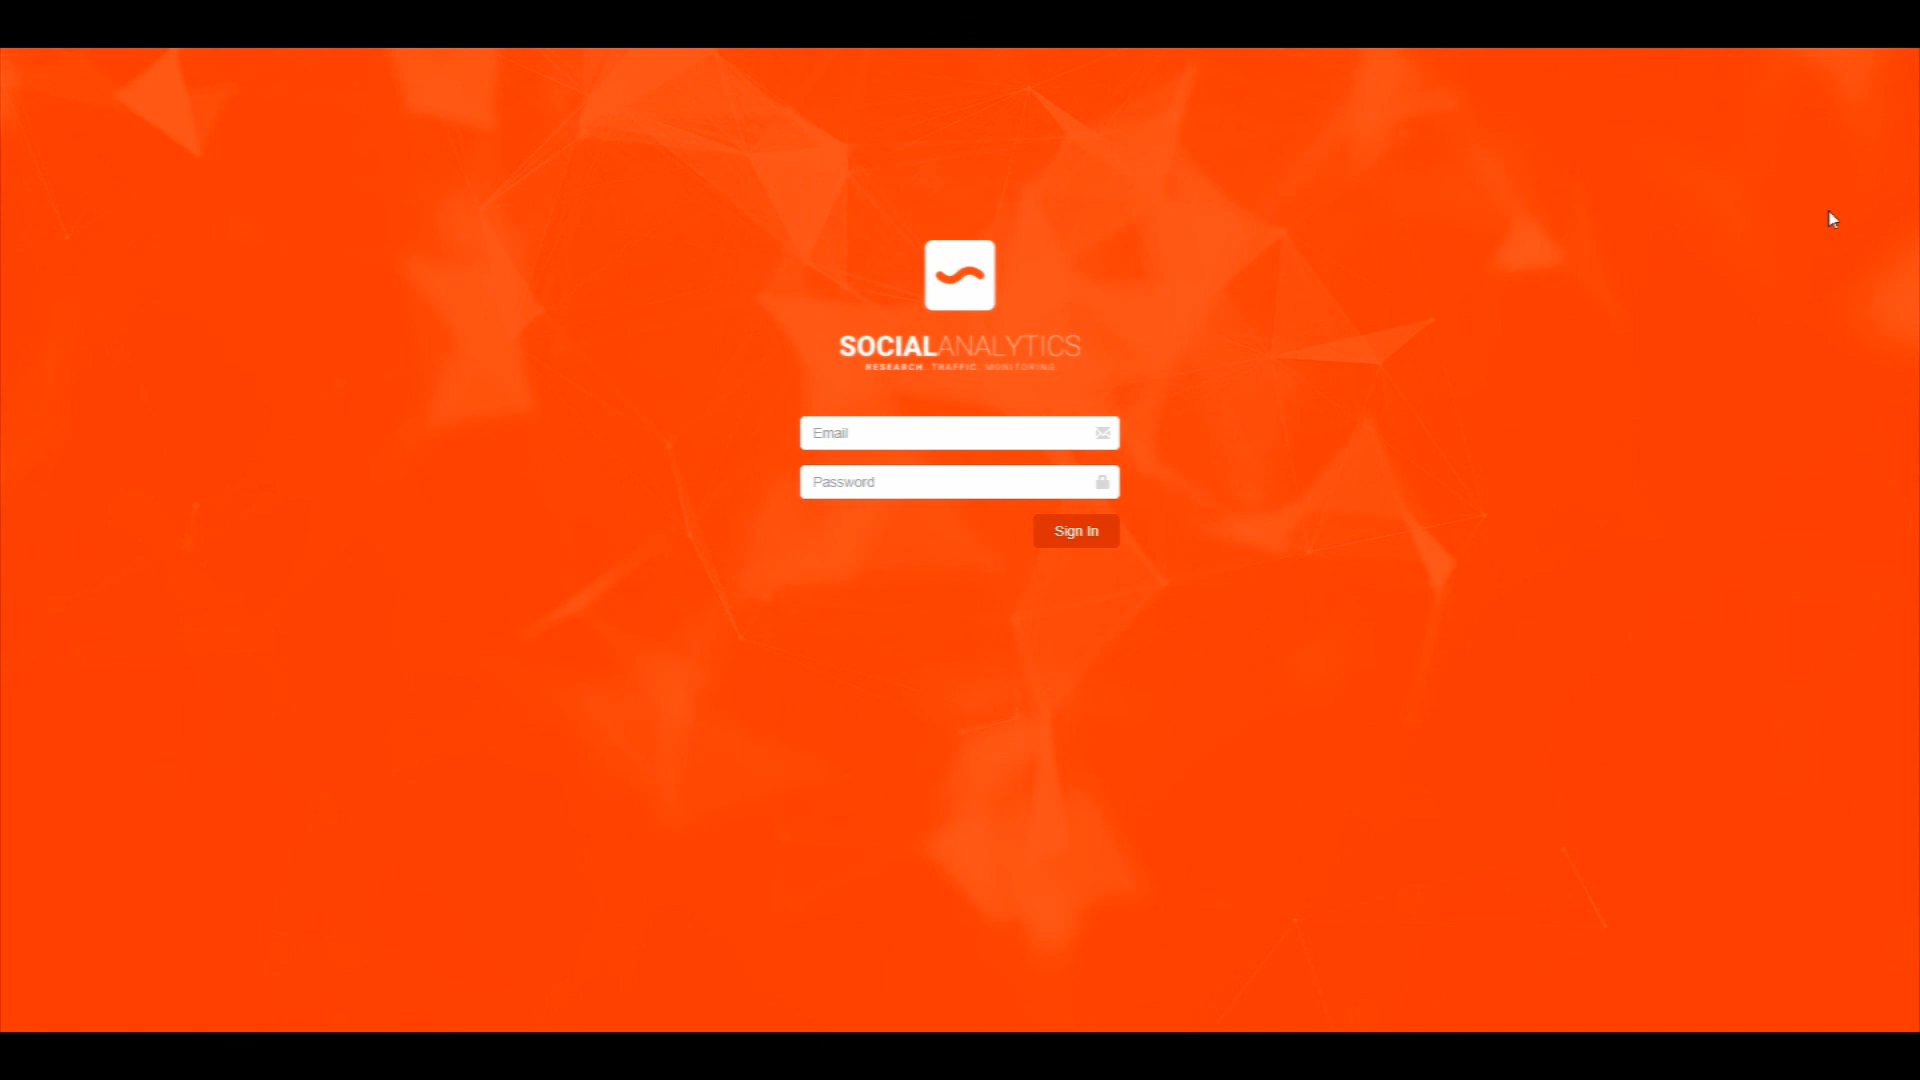 SOCIALANALYTICS
RESEARCH. TRAFFIC. MONITORING.
Email
Password
Sign In